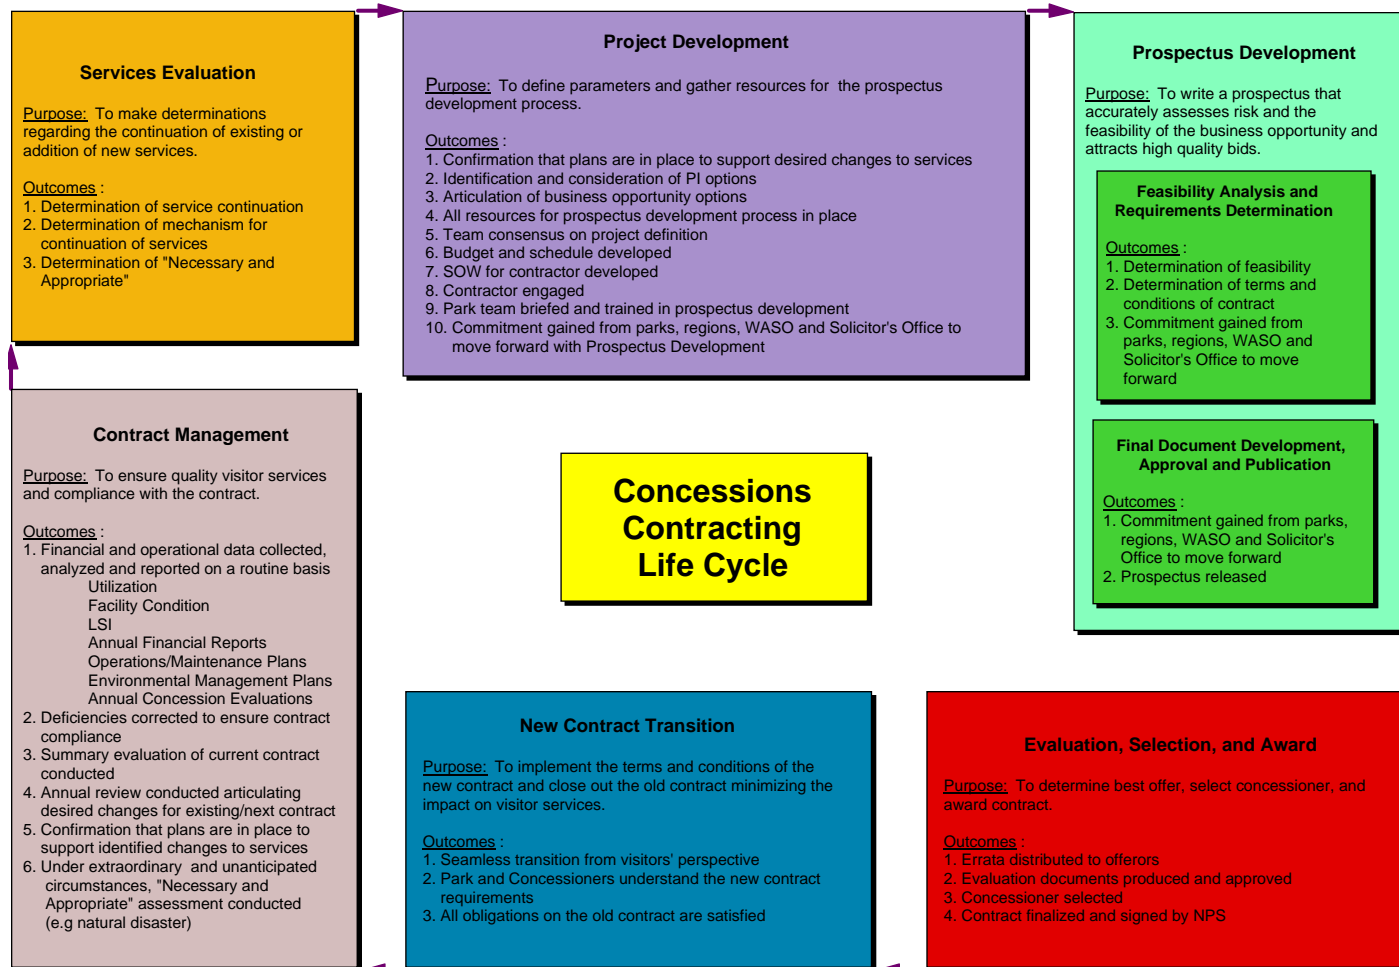 Services Evaluation
Purpose: To make determinations
regarding the continuation of existing or
addition of new services.
Outcomes :
1. Determination of service continuation
2. Determination of mechanism for
continuation of services
3. Determination of "Necessary and
Appropriate"
Project Development
Purpose: To define parameters and gather resources for the prospectus
development process.
Outcomes :
1. Confirmation that plans are in place to support desired changes to services
2. Identification and consideration of PI options
3. Articulation of business opportunity options
4. All resources for prospectus development process in place
5. Team consensus on project definition
6. Budget and schedule developed
7. SOW for contractor developed
8. Contractor engaged
9. Park team briefed and trained in prospectus development
10. Commitment gained from parks, regions, WASO and Solicitor's Office to
move forward with Prospectus Development
Prospectus Development
Purpose: To write a prospectus that
accurately assesses risk and the
feasibility of the business opportunity and
attracts high quality bids.
Feasibility Analysis and
Requirements Determination
Outcomes :
1. Determination of feasibility
2. Determination of terms and
conditions of contract
3. Commitment gained from
parks, regions, WASO and
Solicitor's Office to move
forward
Final Document Development,
Approval and Publication
Outcomes :
1. Commitment gained from parks,
regions, WASO and Solicitor's
Office to move forward
2. Prospectus released
Concessions
Contracting
Life Cycle
Contract Management
Purpose: To ensure quality visitor services
and compliance with the contract.
Outcomes :
1. Financial and operational data collected,
analyzed and reported on a routine basis
Utilization
Facility Condition
LSI
Annual Financial Reports
Operations/Maintenance Plans
Environmental Management Plans
Annual Concession Evaluations
2. Deficiencies corrected to ensure contract
compliance
3. Summary evaluation of current contract
conducted
4. Annual review conducted articulating
desired changes for existing/next contract
5. Confirmation that plans are in place to
support identified changes to services
6. Under extraordinary and unanticipated
circumstances, "Necessary and
Appropriate" assessment conducted
(e.g natural disaster)
New Contract Transition
Purpose: To implement the terms and conditions of the
new contract and close out the old contract minimizing the
impact on visitor services.
Outcomes :
1. Seamless transition from visitors' perspective
2. Park and Concessioners understand the new contract
requirements
3. All obligations on the old contract are satisfied
Evaluation, Selection, and Award
Purpose: To determine best offer, select concessioner, and
award contract.
Outcomes :
1. Errata distributed to offerors
2. Evaluation documents produced and approved
3. Concessioner selected
4. Contract finalized and signed by NPS